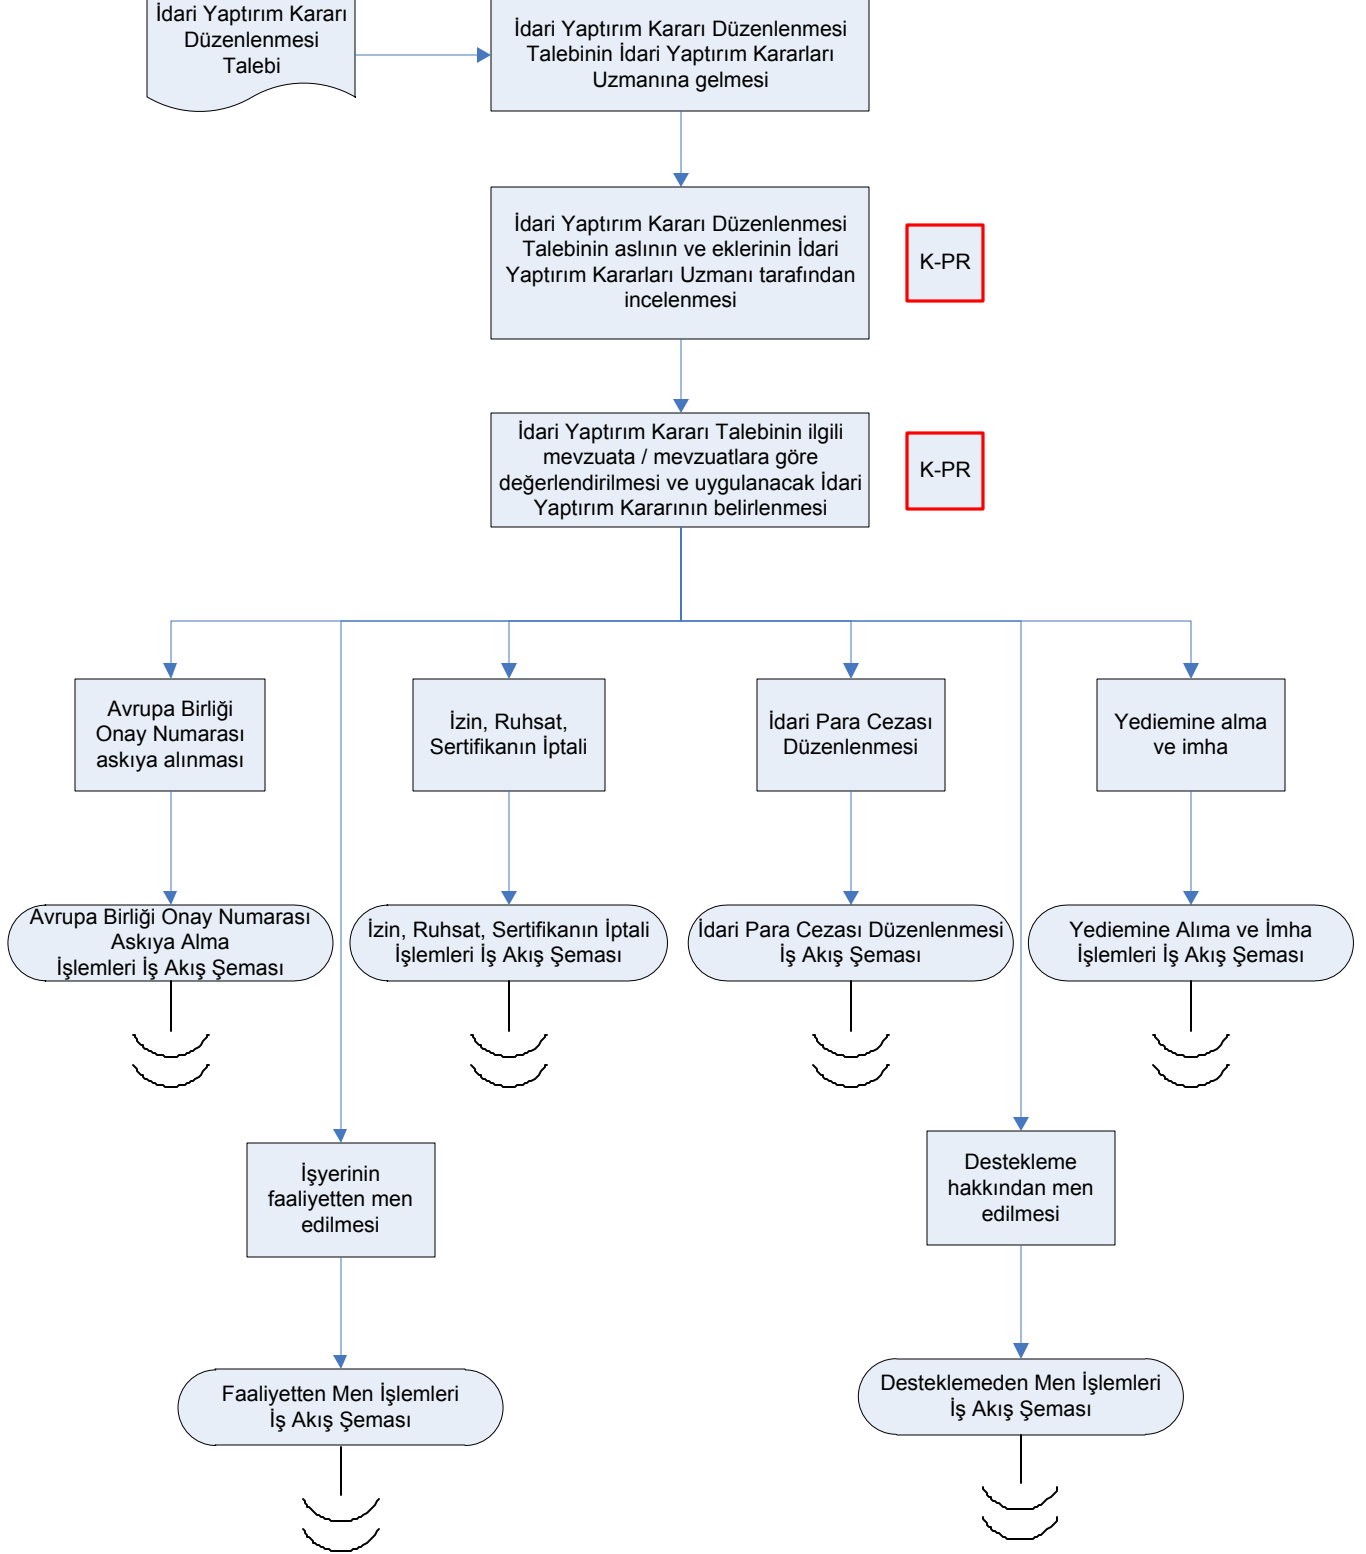 İdari Yaptırım Kararı
Düzenlenmesi
Talebi
İdari Yaptırım Kararı Düzenlenmesi
Talebinin İdari Yaptırım Kararları
Uzmanına gelmesi
İdari Yaptırım Kararı Düzenlenmesi
Talebinin aslının ve eklerinin İdari
Yaptırım Kararları Uzmanı tarafından
incelenmesi
K-PR
İdari Yaptırım Kararı Talebinin ilgili
mevzuata / mevzuatlara göre
değerlendirilmesi ve uygulanacak İdari
Yaptırım Kararının belirlenmesi
K-PR
Avrupa Birliği
Onay Numarası
askıya alınması
İzin, Ruhsat,
Sertifikanın İptali
İdari Para Cezası
Düzenlenmesi
Yediemine alma
ve imha
Avrupa Birliği Onay Numarası
Askıya Alma
İşlemleri İş Akış Şeması
İzin, Ruhsat, Sertifikanın İptali
İşlemleri İş Akış Şeması
İdari Para Cezası Düzenlenmesi
İş Akış Şeması
Yediemine Alıma ve İmha
İşlemleri İş Akış Şeması
İşyerinin
faaliyetten men
edilmesi
Destekleme
hakkından men
edilmesi
Faaliyetten Men İşlemleri
İş Akış Şeması
Desteklemeden Men İşlemleri
İş Akış Şeması